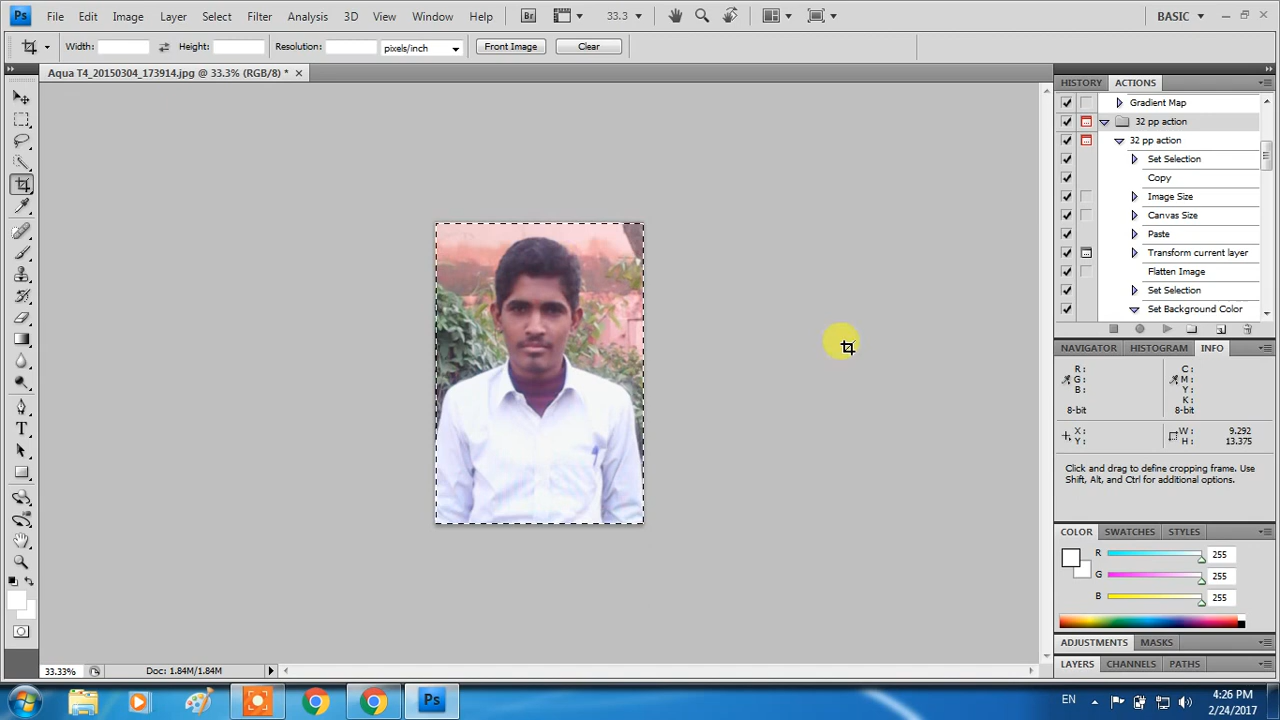 Ps File Edit Image Layer Select Filter Analysis 3D View Window Help Br 33.3 BASIC
Width: Height: Resolution: pixels/inch Front Image Clear
Aqua T4_20150304_173914.jpg @ 33.3% (RGB/8) *
HISTORY ACTIONS
Gradient Map
32 pp action
32 pp action
Set Selection
Copy
Image Size
Canvas Size
Paste
Transform current layer
Flatten Image
Set Selection
Set Background Color
NAVIGATOR HISTOGRAM INFO
R: C:
G: M:
B: Y:
K:
8-bit 8-bit
X: W: 9.292
Y: H: 13.375
Click and drag to define cropping frame. Use
Shift, Alt, and Ctrl for additional options.
COLOR SWATCHES STYLES
R 255
G 255
B 255
ADJUSTMENTS MASKS
LAYERS CHANNELS PATHS
33.33% Doc: 1.84M/1.84M
Ps EN 4:26 PM
2/24/2017